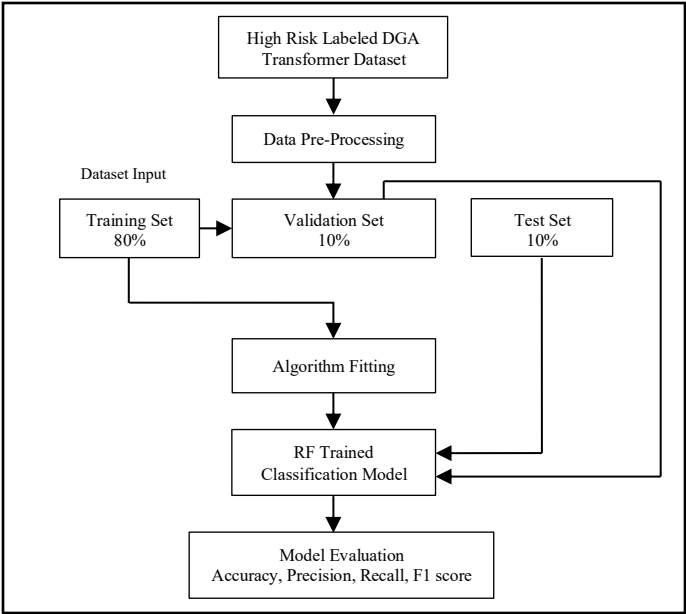 High Risk Labeled DGA
Transformer Dataset
Data Pre-Processing
Dataset Input
Training Set
80%
Validation Set
10%
Test Set
10%
Algorithm Fitting
RF Trained
Classification Model
Model Evaluation
Accuracy, Precision, Recall, F1 score